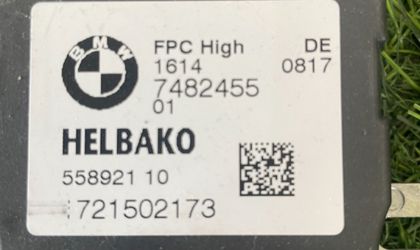 BMW
FPC High DE
1614 0817
7482455
01
HELBAKO
558921 10
721502173